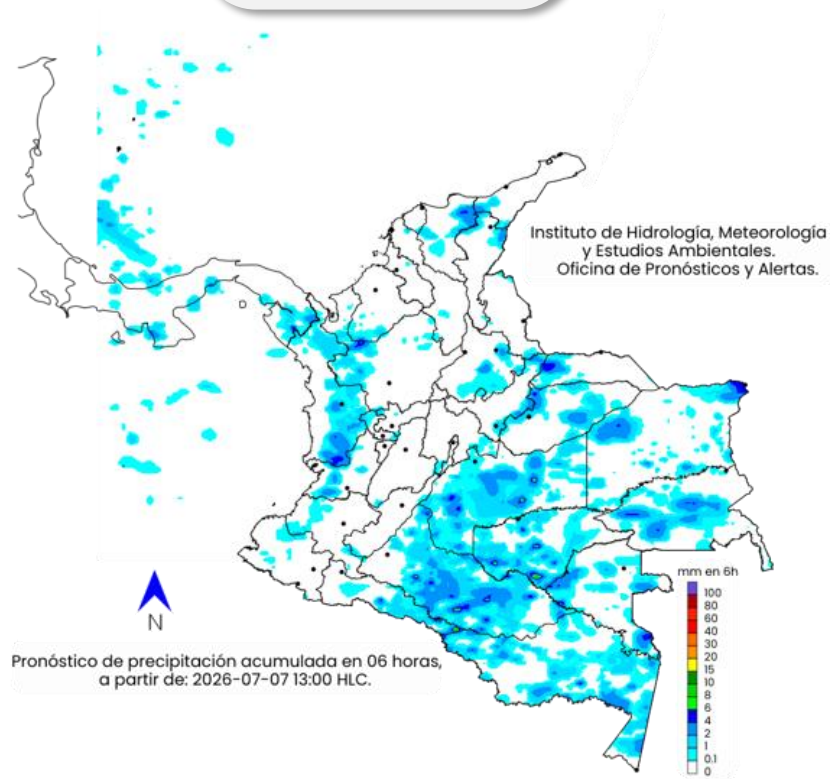 Instituto de Hidrología, Meteorología
y Estudios Ambientales.
Oficina de Pronósticos y Alertas.
N
Pronóstico de precipitación acumulada en 06 horas,
a partir de: 2026-07-07 13:00 HLC.
mm en 6h
100
80
60
40
30
20
15
10
8
6
4
2
1
0.1
0